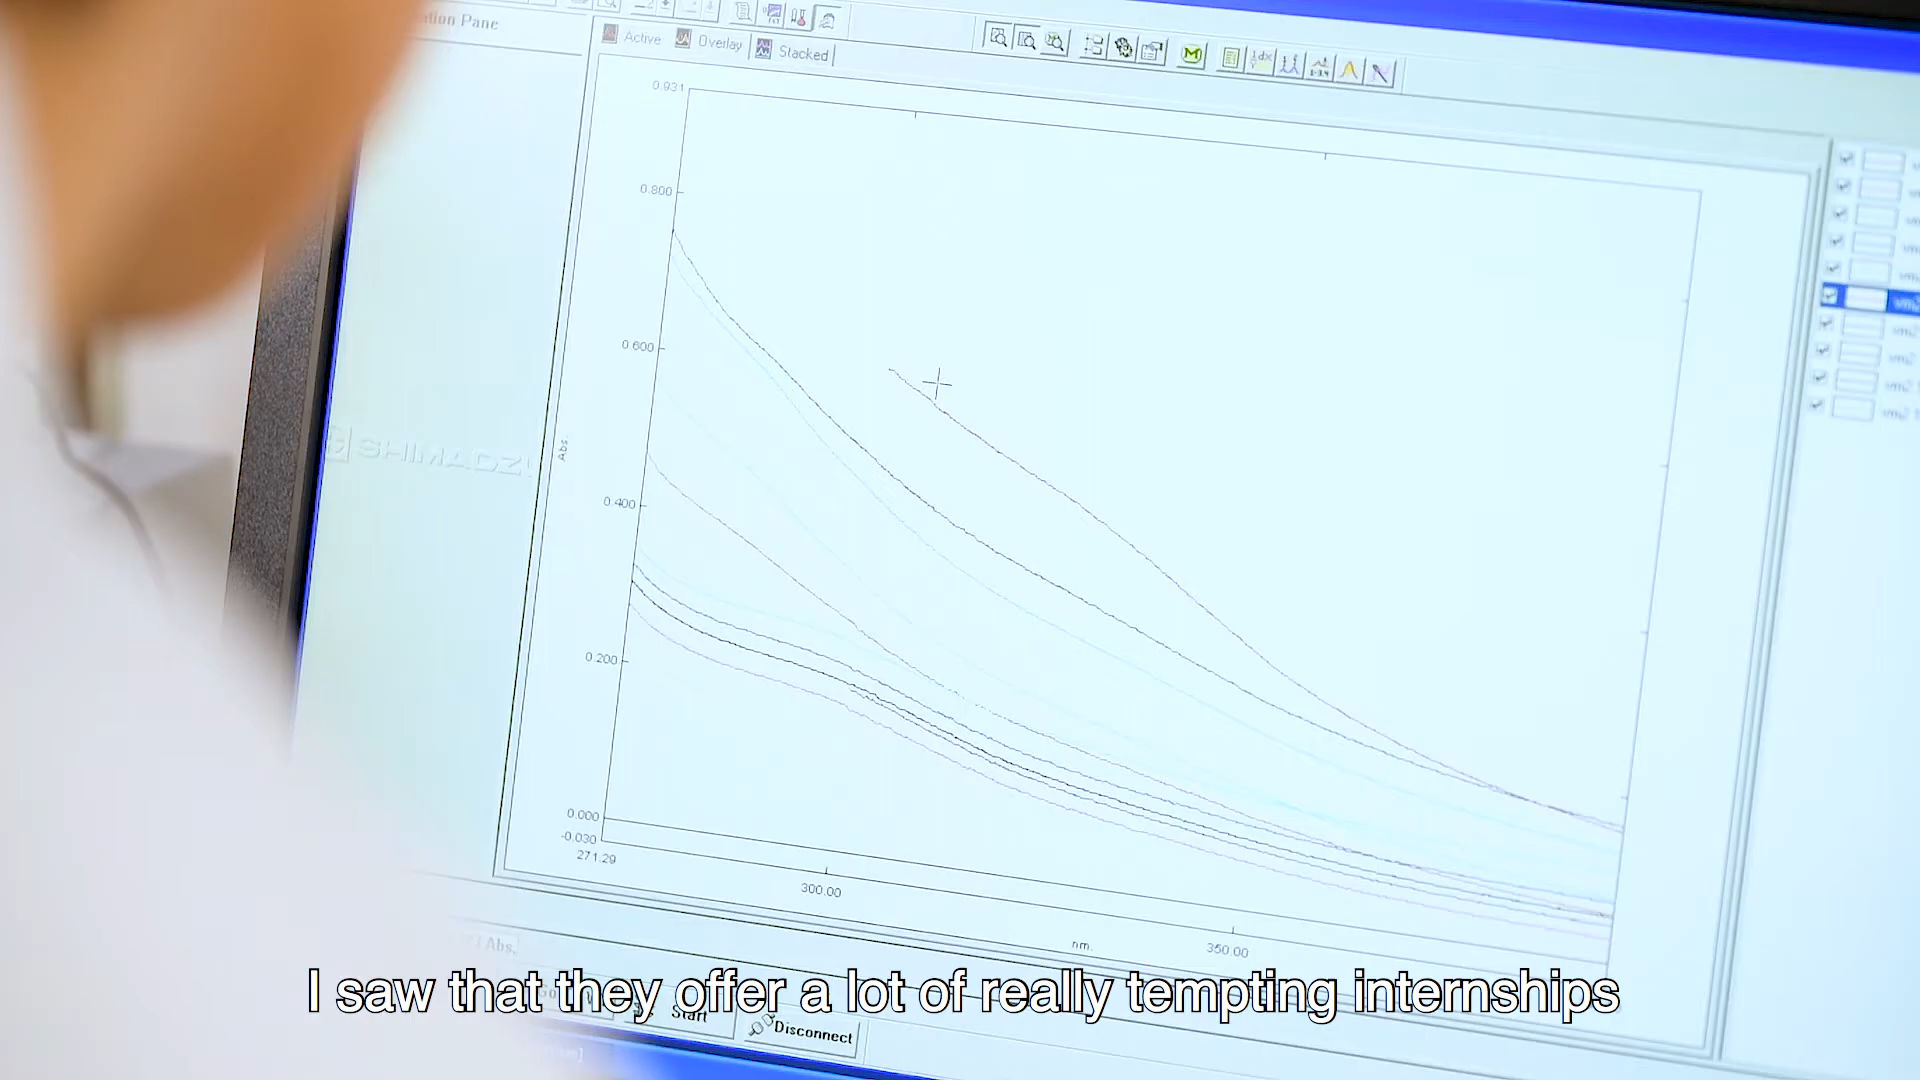 ation Pane
Active Overlay Stacked
0.931
0.800
0.600
0.400
0.200
0.000
-0.030
271.29
300.00
350.00
nm.
Abs.
SHIMADZU
Abs.
Start
Disconnect
I saw that they offer a lot of really tempting internships